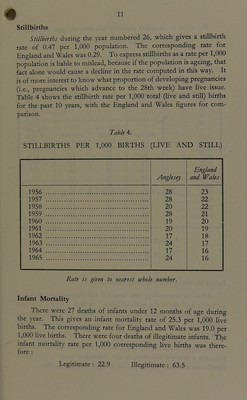 11
Stillbirths
Stillbirths during the year numbered 26, which gives a stillbirth
rate of 0.47 per 1,000 population. The corresponding rate for
England and Wales was 0.29. To express stillbirths as a rate per 1,000
population is liable to mislead, because if the population is ageing, that
fact alone would cause a decline in the rate computed in this way. It
is of more interest to know what proportion of developing pregnancies
(i.e., pregnancies which advance to the 28th week) have live issue.
Table 4 shows the stillbirth rate per 1,000 total (live and still) births
for the past 10 years, with the England and Wales figures for com-
parison.
Table 4.
STILLBIRTHS PER 1,000 BIRTHS (LIVE AND STILL)
England
Anglesey and Wales
1956 28 23
1957 28 22
1958 20 22
1959 28 21
1960 19 20
1961 20 19
1962 17 18
1963 24 17
1964 17 16
1965 24 16
Rate is given to nearest whole number.
Infant Mortality
There were 27 deaths of infants under 12 months of age during
the year. This gives an infant mortality rate of 25.3 per 1,000 live
births. The corresponding rate for England and Wales was 19.0 per
1,000 live births. There were four deaths of illegitimate infants. The
infant mortality rate per 1,000 corresponding live births was there-
fore :
Legitimate : 22.9 Illegitimate : 63.5